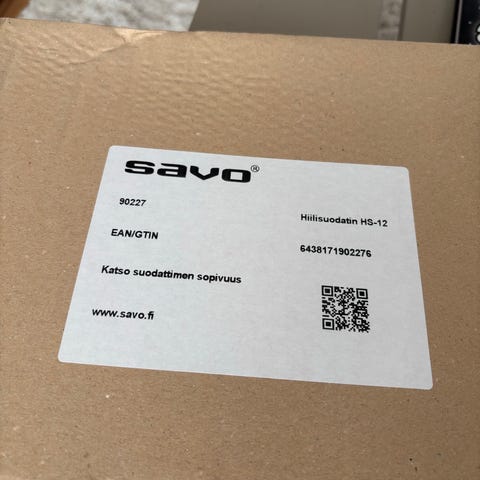 savo®
90227
Hiilisuodatin HS-12
EAN/GTIN
6438171902276
Katso suodattimen sopivuus
www.savo.fi